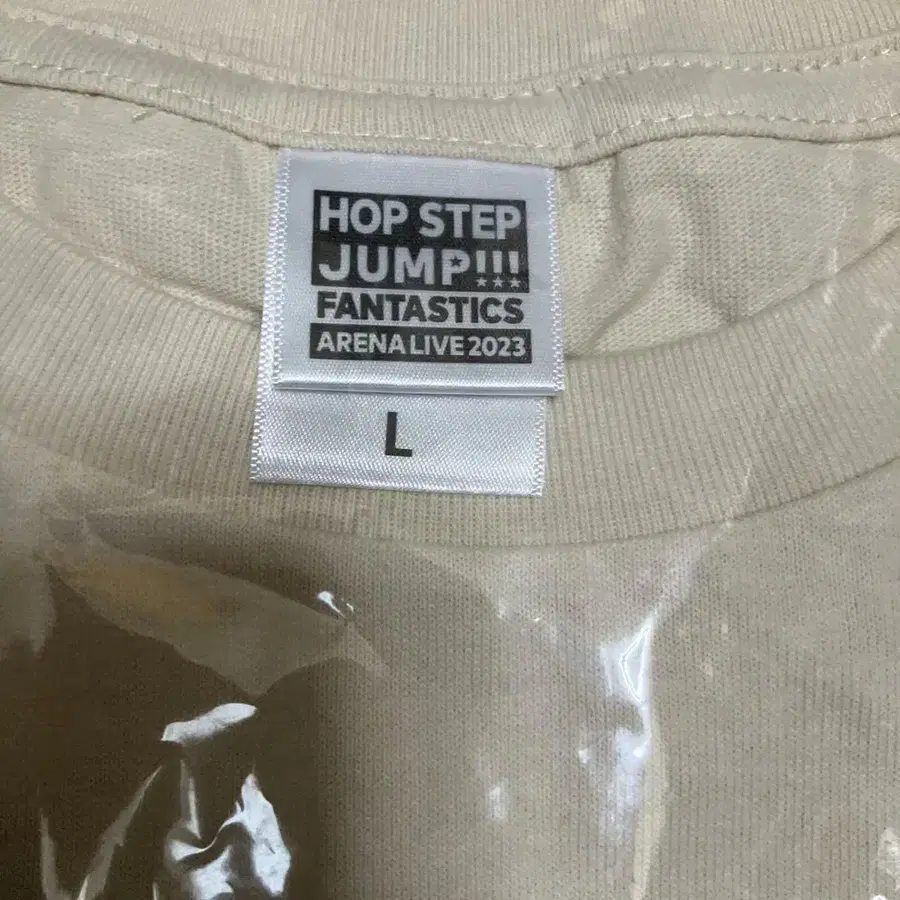 HOP STEP
JUMP!!!
FANTASTICS
ARENA LIVE 2023
L